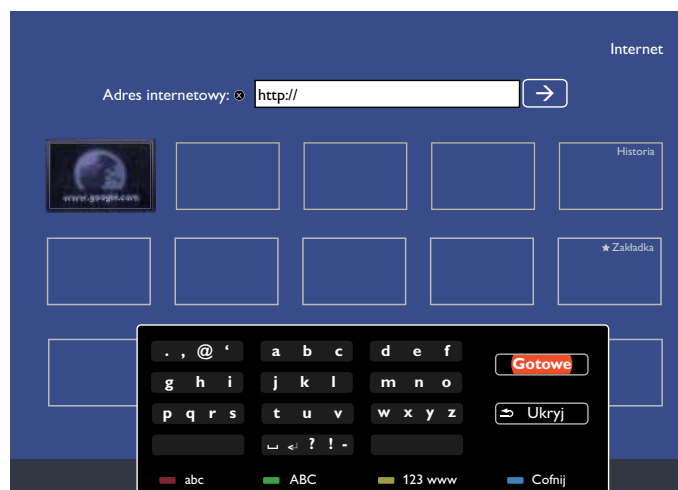 Internet
Adres internetowy: http://
www.google.com
Historia
★ Zakładka
. , @ ‘ a b c d e f
Gotowe
g h i j k l m n o
p q r s t u v w x y z
Ukryj
␣ ↵ ? ! -
abc ABC 123 www Cofnij